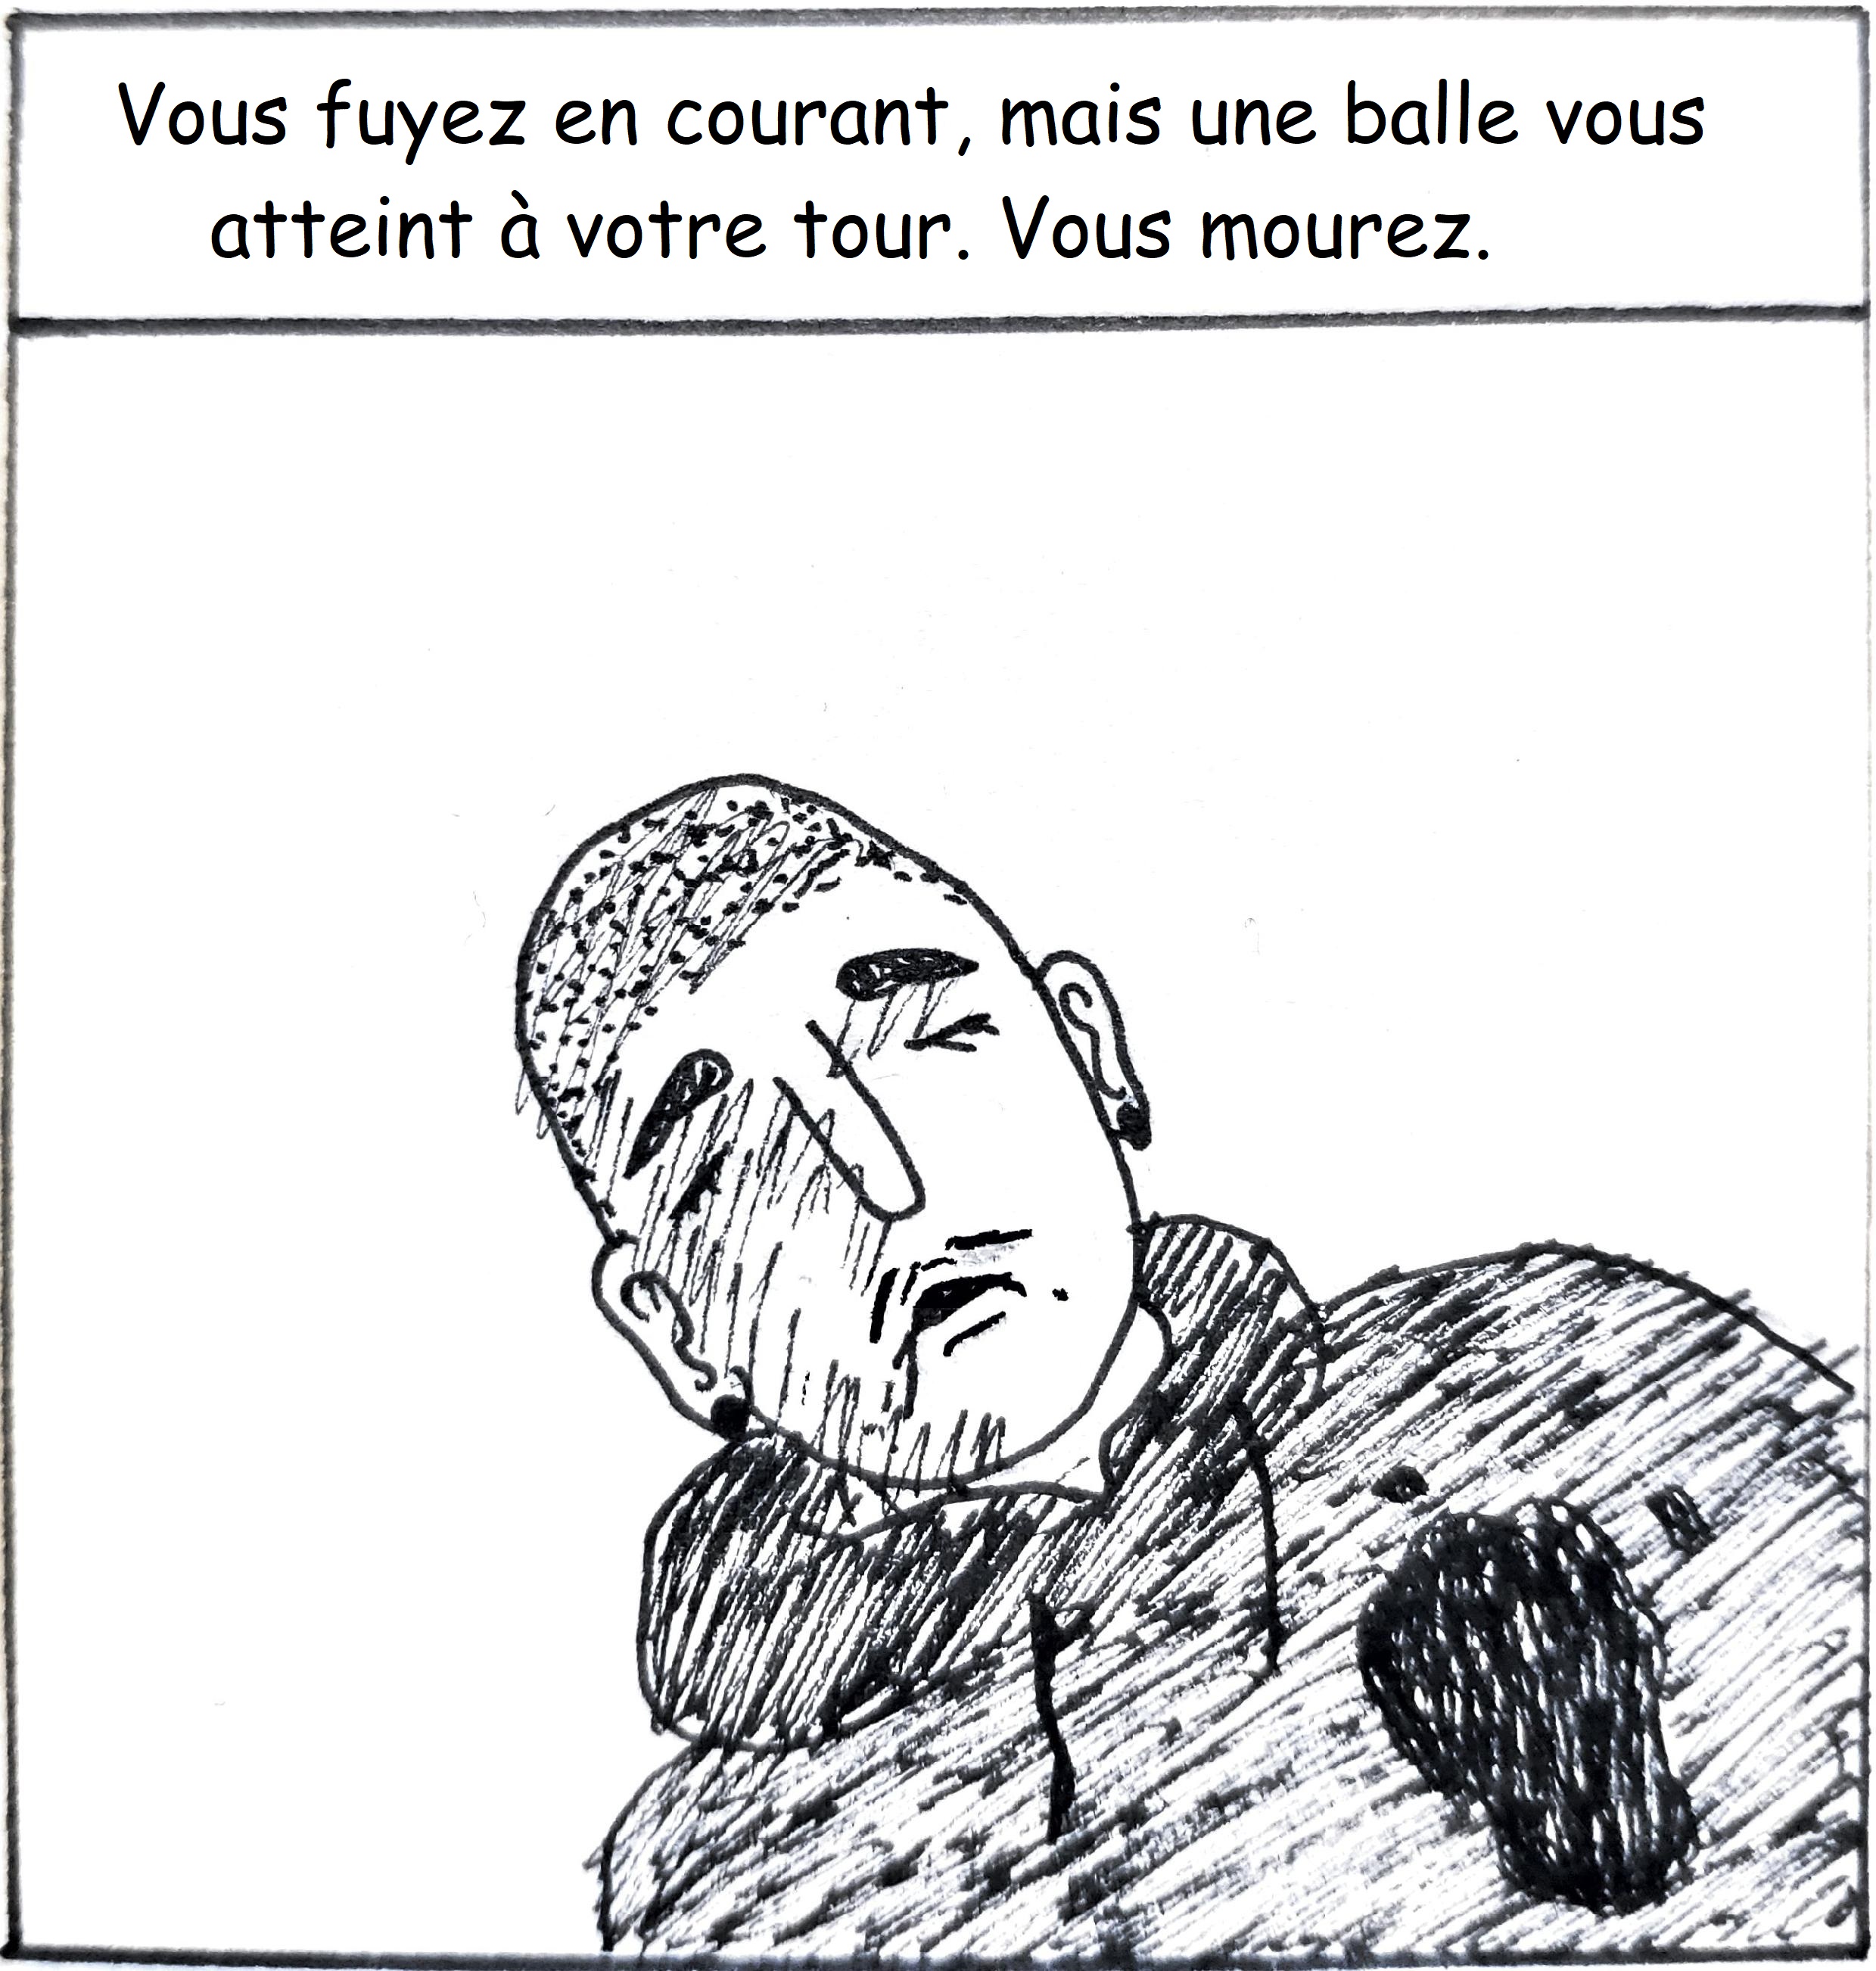 Vous fuyez en courant, mais une balle vous
atteint à votre tour. Vous mourez.